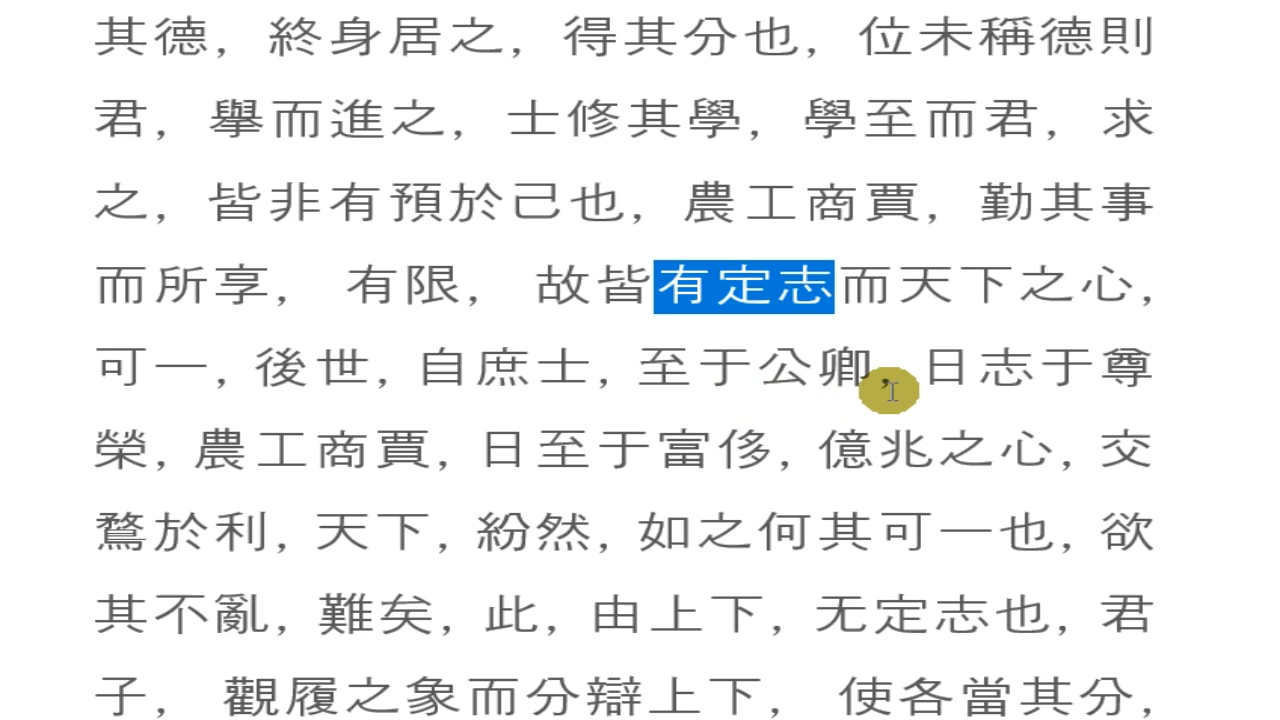 其德, 終身居之, 得其分也, 位未稱德則
君, 擧而進之, 士修其學, 學至而君, 求
之, 皆非有預於己也, 農工商賈, 勤其事
而所享, 有限, 故皆有定志而天下之心,
可一, 後世, 自庶士, 至于公卿, 日志于尊
榮, 農工商賈, 日至于富侈, 億兆之心, 交
鶩於利, 天下, 紛然, 如之何其可一也, 欲
其不亂, 難矣, 此, 由上下, 无定志也, 君
子, 觀履之象而分辯上下, 使各當其分,